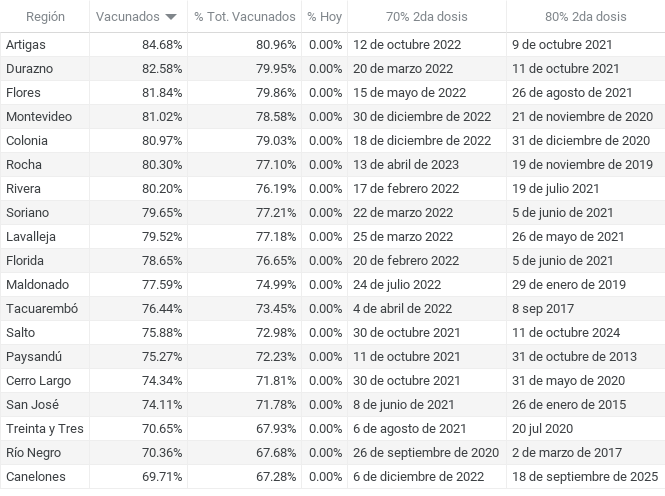 Región Vacunados % Tot. Vacunados % Hoy 70% 2da dosis 80% 2da dosis
Artigas 84.68% 80.96% 0.00% 12 de octubre 2022 9 de octubre 2021
Durazno 82.58% 79.95% 0.00% 20 de marzo 2022 11 de octubre 2021
Flores 81.84% 79.86% 0.00% 15 de mayo de 2022 26 de agosto de 2021
Montevideo 81.02% 78.58% 0.00% 30 de diciembre de 2022 21 de noviembre de 2020
Colonia 80.97% 79.03% 0.00% 18 de diciembre de 2022 31 de diciembre de 2020
Rocha 80.30% 77.10% 0.00% 13 de abril de 2023 19 de noviembre de 2019
Rivera 80.20% 76.19% 0.00% 17 de febrero 2022 19 de julio 2021
Soriano 79.65% 77.21% 0.00% 22 de marzo 2022 5 de junio de 2021
Lavalleja 79.52% 77.18% 0.00% 25 de marzo 2022 26 de mayo de 2021
Florida 78.65% 76.65% 0.00% 20 de febrero 2022 5 de junio de 2021
Maldonado 77.59% 74.99% 0.00% 24 de julio 2022 29 de enero de 2019
Tacuarembó 76.44% 73.45% 0.00% 4 de abril de 2022 8 sep 2017
Salto 75.88% 72.98% 0.00% 30 de octubre 2021 11 de octubre 2024
Paysandú 75.27% 72.23% 0.00% 11 de octubre 2021 31 de octubre de 2013
Cerro Largo 74.34% 71.81% 0.00% 30 de octubre 2021 31 de mayo de 2020
San José 74.11% 71.78% 0.00% 8 de junio de 2021 26 de enero de 2015
Treinta y Tres 70.65% 67.93% 0.00% 6 de agosto de 2021 20 jul 2020
Río Negro 70.36% 67.68% 0.00% 26 de septiembre de 2020 2 de marzo de 2017
Canelones 69.71% 67.28% 0.00% 6 de diciembre de 2022 18 de septiembre de 2025